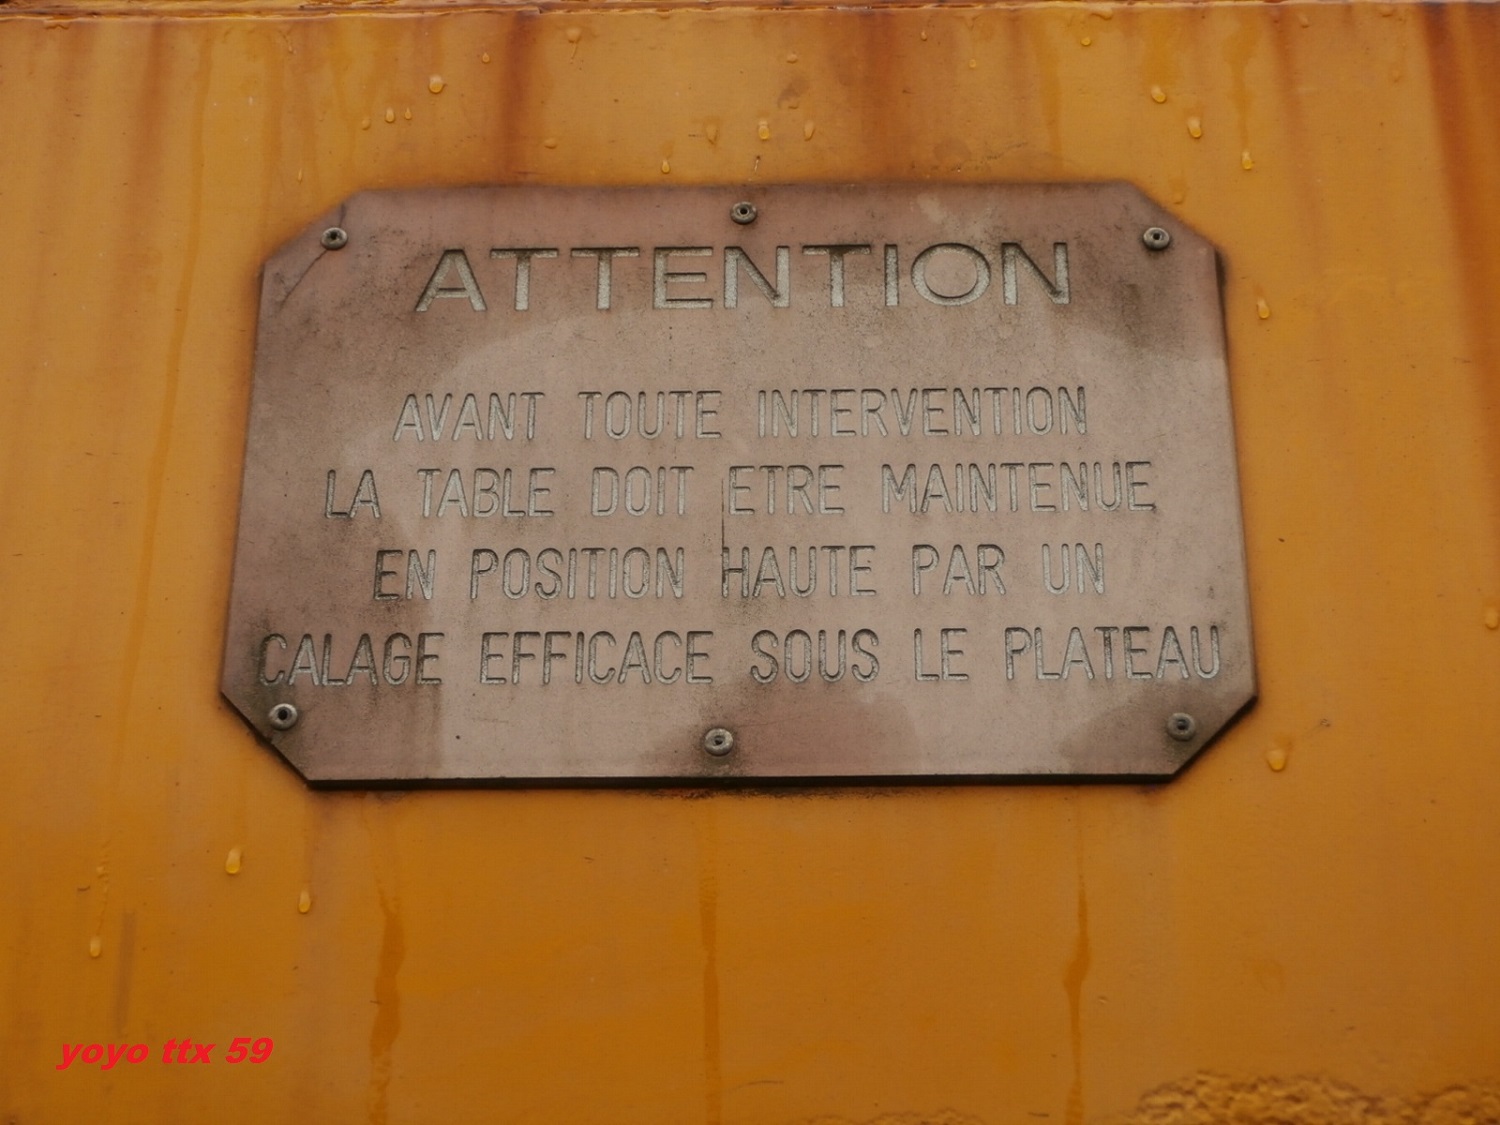 ATTENTION
AVANT TOUTE INTERVENTION
LA TABLE DOIT ETRE MAINTENUE
EN POSITION HAUTE PAR UN
CALAGE EFFICACE SOUS LE PLATEAU
yoyo ttx 59